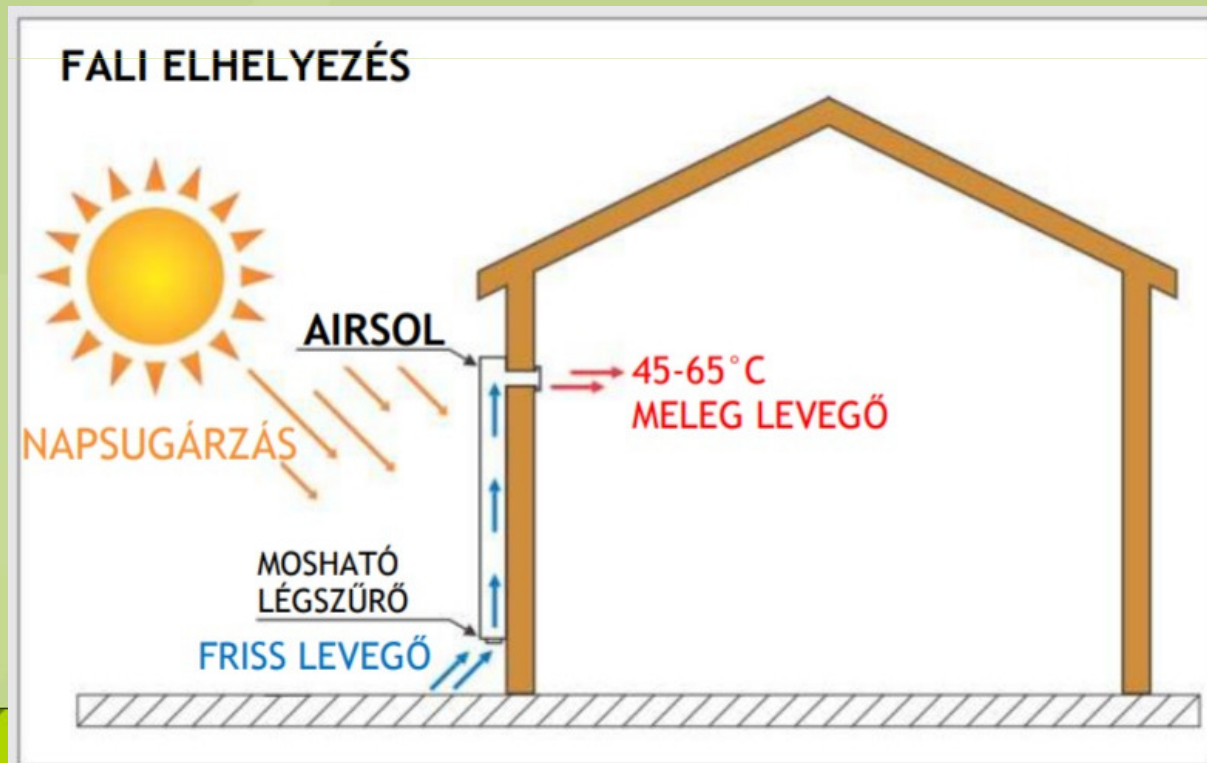 FALI ELHELYEZÉS
AIRSOL
45-65°C
MELEG LEVEGŐ
NAPSUGÁRZÁS
MOSHATÓ
LÉGSZŰRŐ
FRISS LEVEGŐ